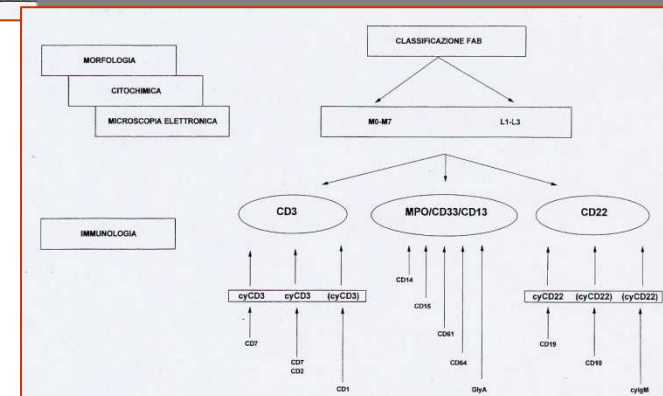 CLASSIFICAZIONE FAB
MORFOLOGIA
CITOCHIMICA
MICROSCOPIA ELETTRONICA
M0-M7 L1-L3
CD3 MPO/CD33/CD13 CD22
IMMUNOLOGIA
CD14
CD15
cyCD3 cyCD3 (cyCD3)
cyCD22 (cyCD22) (cyCD22)
CD61
CD7
CD19
CD7
CD2
CD64
CD10
CD1
GlyA
cyIgM